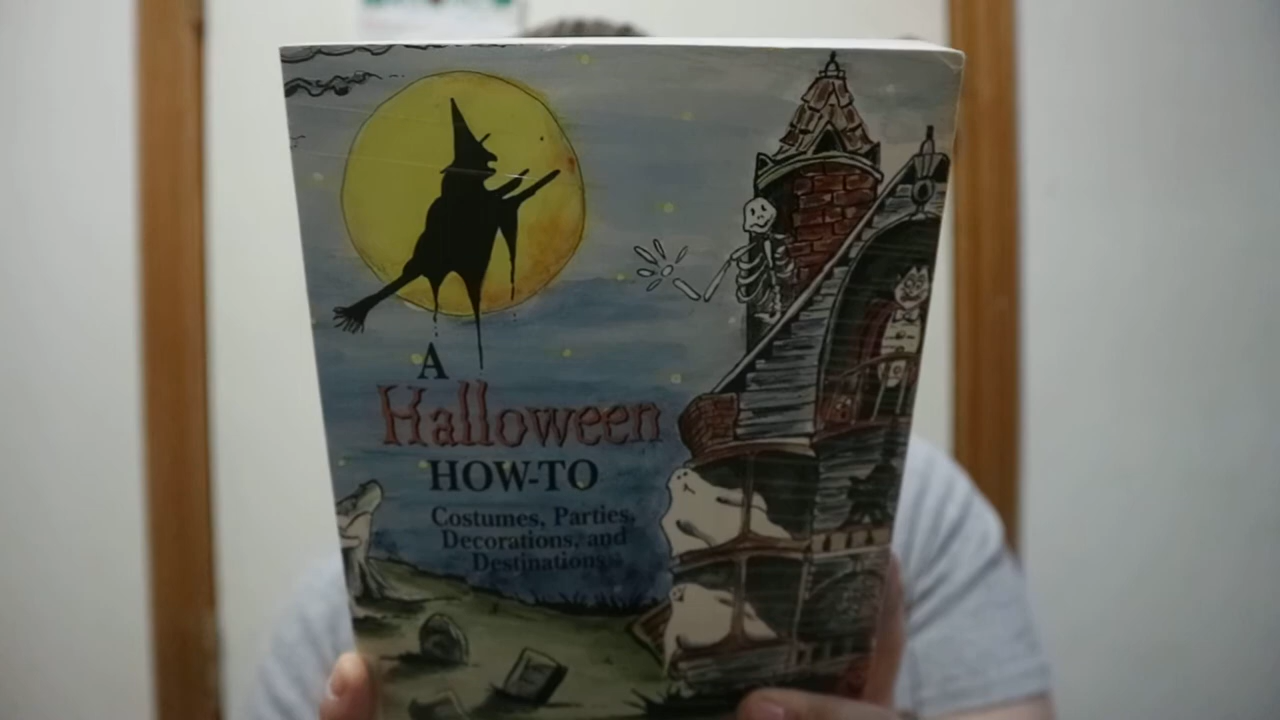 A
Halloween
HOW-TO
Costumes, Parties,
Decorations, and
Destinations